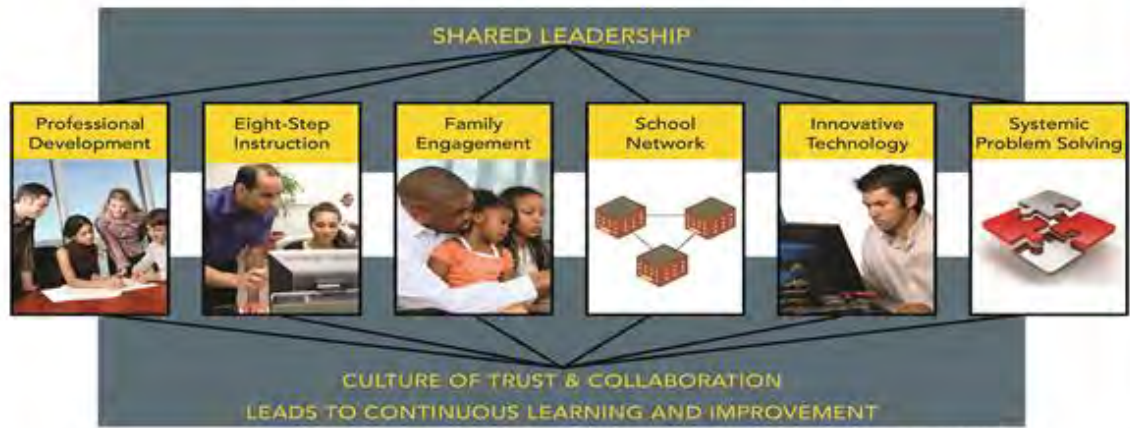 SHARED LEADERSHIP
Professional
Development
Eight-Step
Instruction
Family
Engagement
School
Network
Innovative
Technology
Systemic
Problem Solving
CULTURE OF TRUST & COLLABORATION
LEADS TO CONTINUOUS LEARNING AND IMPROVEMENT